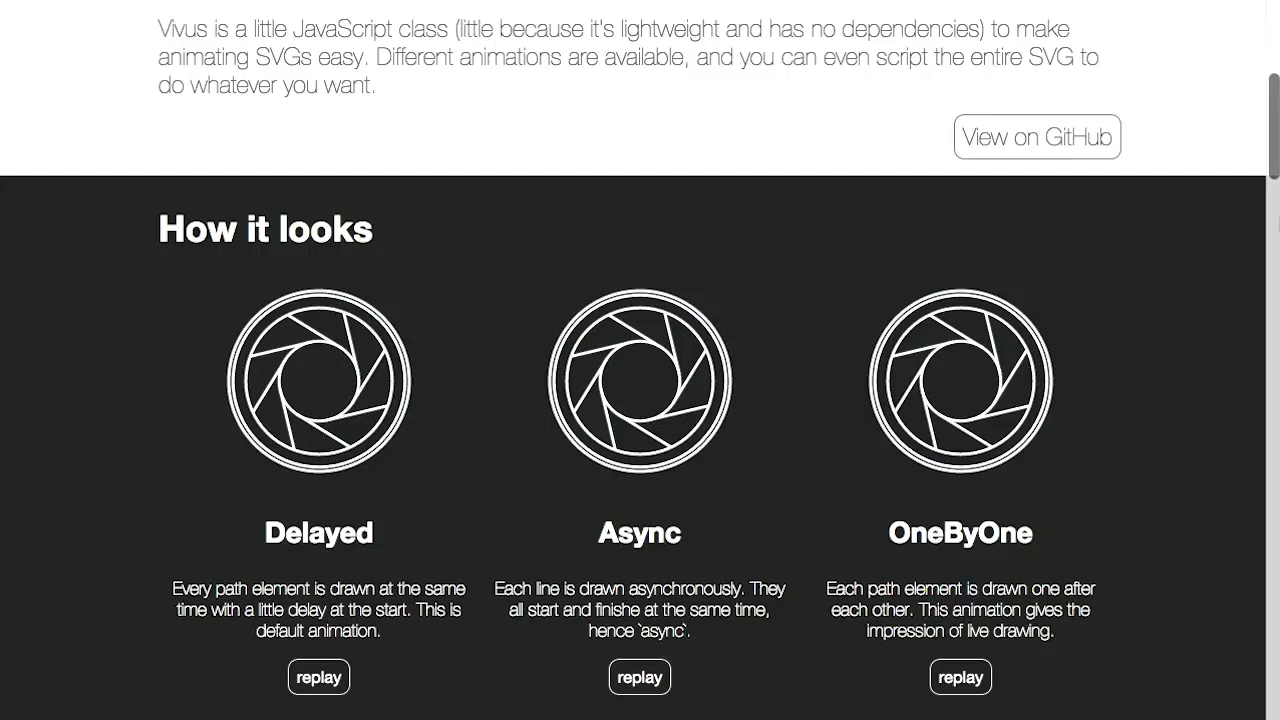 Vivus is a little JavaScript class (little because it's lightweight and has no dependencies) to make
animating SVGs easy. Different animations are available, and you can even script the entire SVG to
do whatever you want.
View on GitHub
How it looks
Delayed
Every path element is drawn at the same
time with a little delay at the start. This is
default animation.
replay
Async
Each line is drawn asynchronously. They
all start and finishe at the same time,
hence `async`.
replay
OneByOne
Each path element is drawn one after
each other. This animation gives the
impression of live drawing.
replay